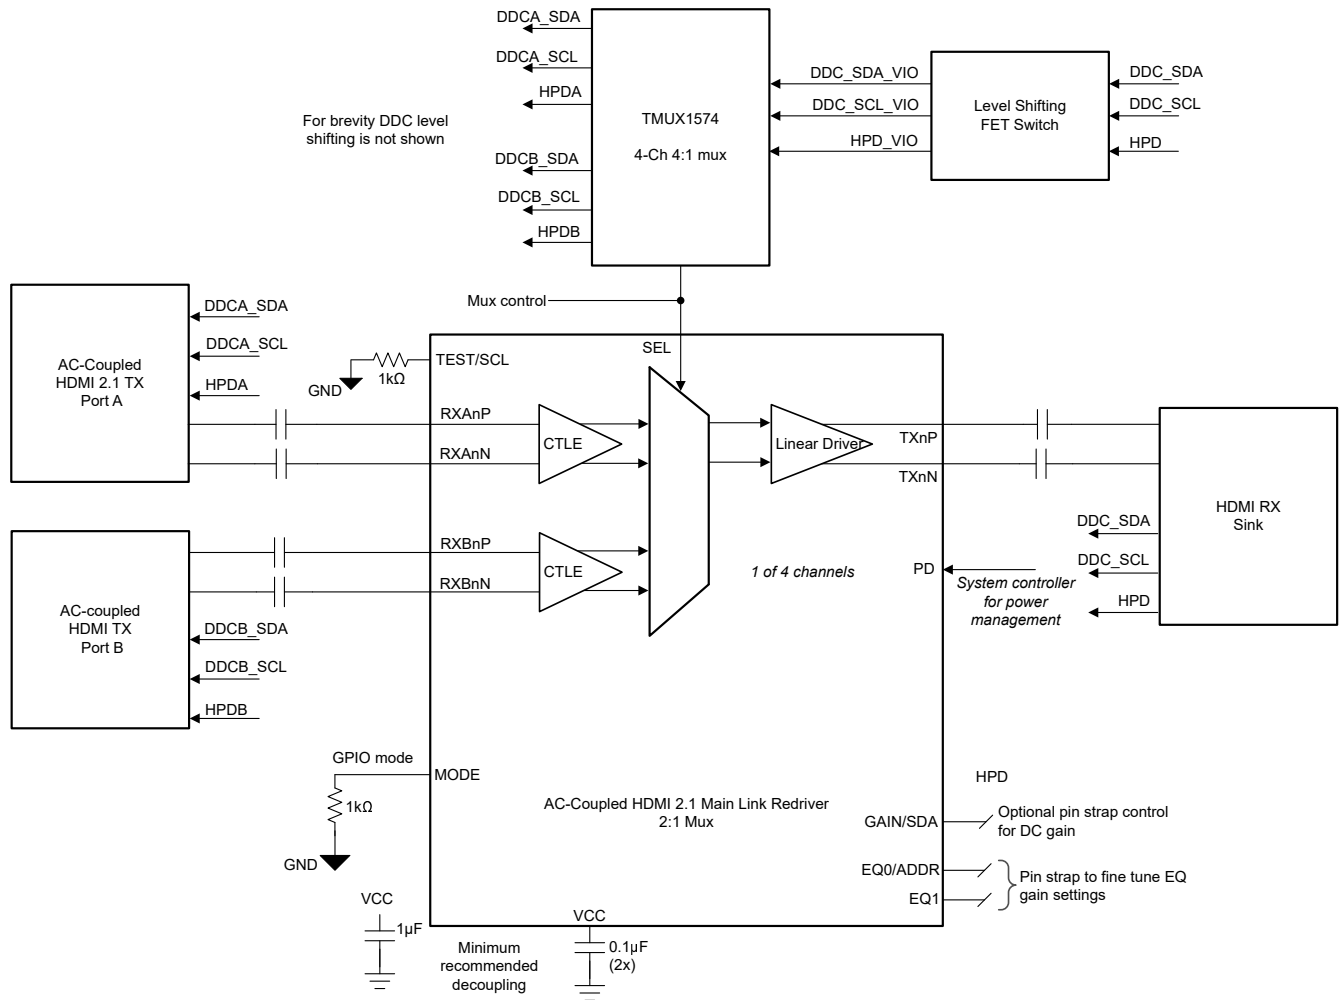 DDCA_SDA
DDCA_SCL
HPDA
DDCB_SDA
DDCB_SCL
HPDB
For brevity DDC level
shifting is not shown
TMUX1574
4-Ch 4:1 mux
DDC_SDA_VIO
DDC_SCL_VIO
HPD_VIO
Level Shifting
FET Switch
DDC_SDA
DDC_SCL
HPD
Mux control
AC-Coupled
HDMI 2.1 TX
Port A
DDCA_SDA
DDCA_SCL
HPDA
GND
1kΩ
TEST/SCL
SEL
RXAnP
RXAnN
CTLE
Linear Driver
TXnP
TXnN
AC-coupled
HDMI TX
Port B
DDCB_SDA
DDCB_SCL
HPDB
RXBnP
RXBnN
CTLE
1 of 4 channels
PD
System controller
for power
management
HDMI RX
Sink
DDC_SDA
DDC_SCL
HPD
GPIO mode
MODE
1kΩ
GND
AC-Coupled HDMI 2.1 Main Link Redriver
2:1 Mux
HPD
GAIN/SDA
Optional pin strap control
for DC gain
EQ0/ADDR
EQ1
Pin strap to fine tune EQ
gain settings
VCC
1µF
Minimum
recommended
decoupling
VCC
0.1µF
(2x)